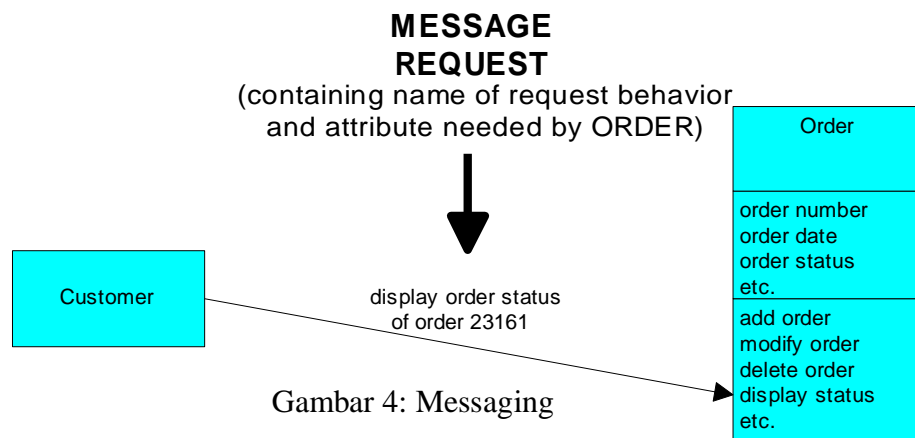 MESSAGE
REQUEST
(containing name of request behavior
and attribute needed by ORDER)
Order
order number
order date
order status
etc.
Customer
display order status
of order 23161
add order
modify order
delete order
display status
etc.
Gambar 4: Messaging